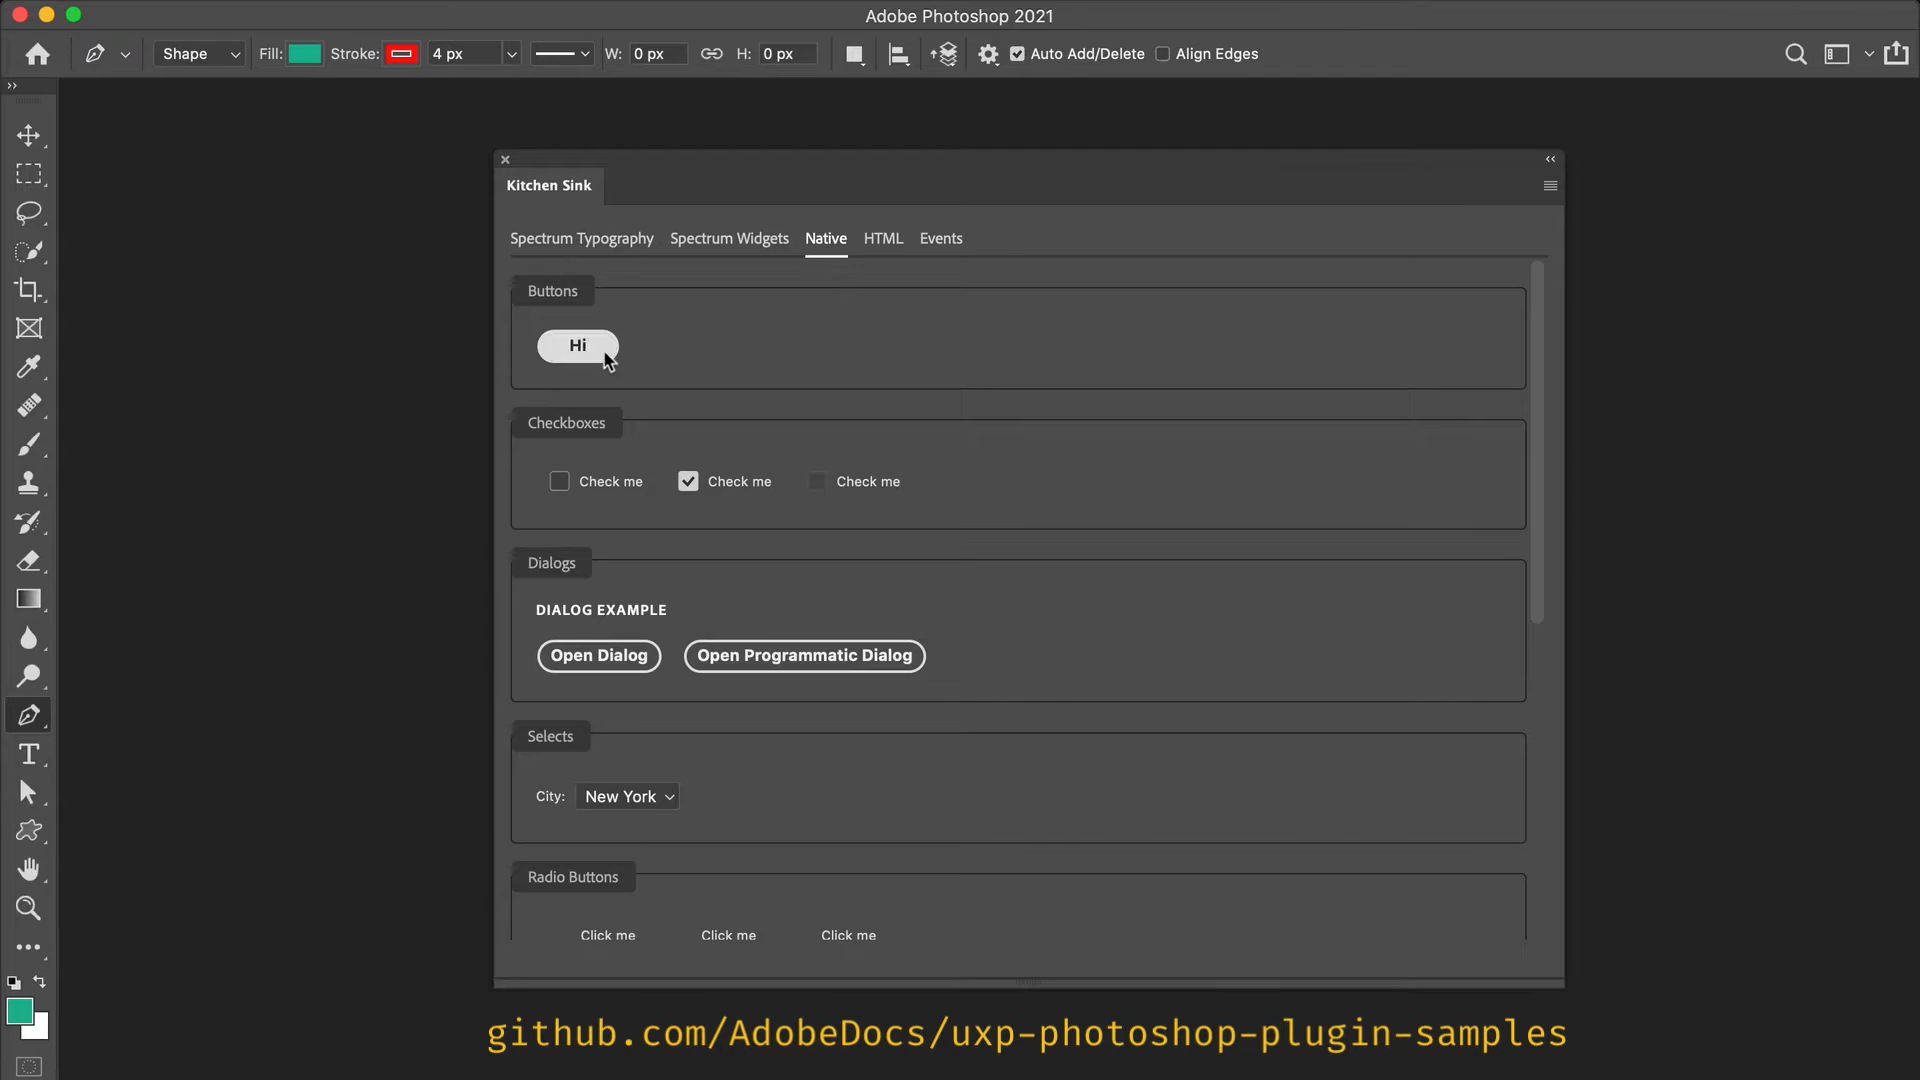 Adobe Photoshop 2021
Shape Fill: Stroke: 4 px W: 0 px H: 0 px Auto Add/Delete Align Edges
Kitchen Sink
Spectrum Typography Spectrum Widgets Native HTML Events
Buttons
Hi
Checkboxes
Check me Check me Check me
Dialogs
DIALOG EXAMPLE
Open Dialog Open Programmatic Dialog
Selects
City: New York
Radio Buttons
Click me Click me Click me
github.com/AdobeDocs/uxp-photoshop-plugin-samples